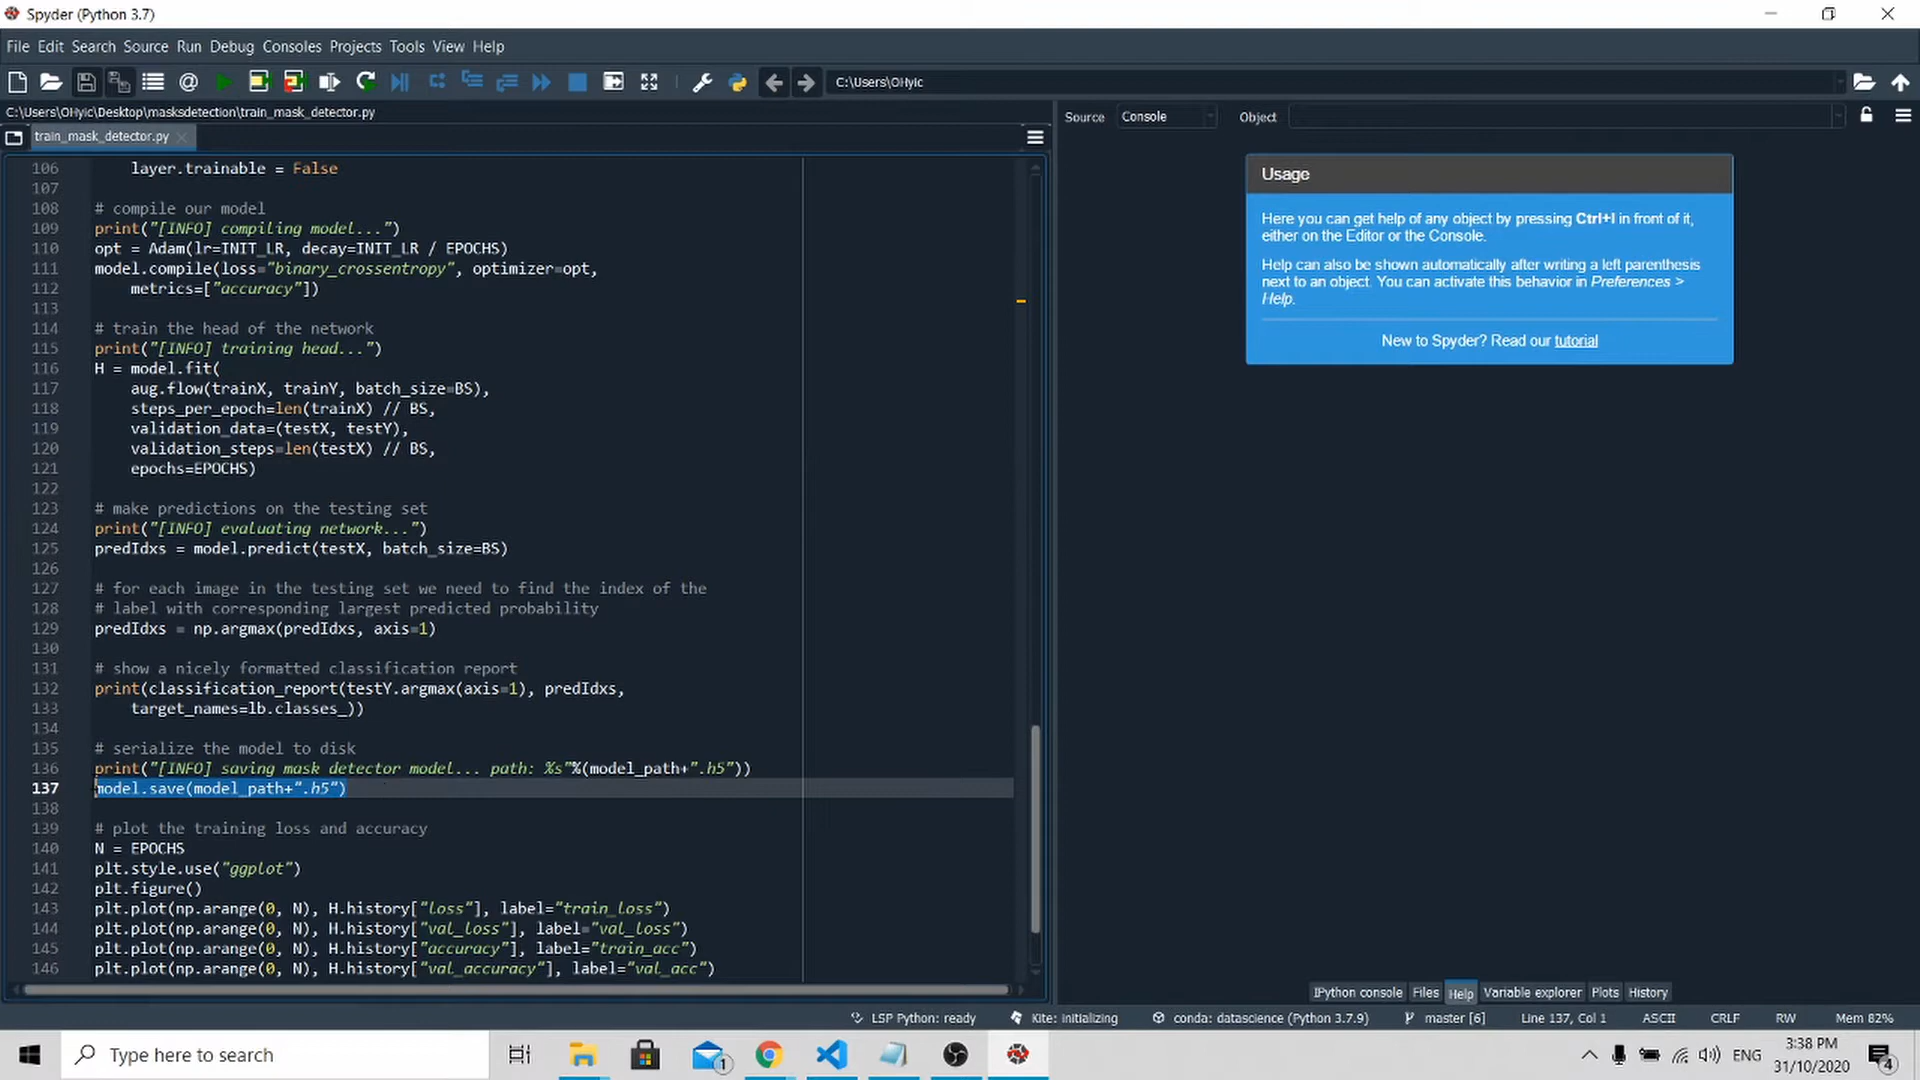 Spyder (Python 3.7)
File Edit Search Source Run Debug Consoles Projects Tools View Help
C:\Users\OHyic
C:\Users\OHyic\Desktop\masksdetection\train_mask_detector.py
train_mask_detector.py
106 layer.trainable = False
107
108 # compile our model
109 print("[INFO] compiling model...")
110 opt = Adam(lr=INIT_LR, decay=INIT_LR / EPOCHS)
111 model.compile(loss="binary_crossentropy", optimizer=opt,
112 metrics=["accuracy"])
113
114 # train the head of the network
115 print("[INFO] training head...")
116 H = model.fit(
117 aug.flow(trainX, trainY, batch_size=BS),
118 steps_per_epoch=len(trainX) // BS,
119 validation_data=(testX, testY),
120 validation_steps=len(testX) // BS,
121 epochs=EPOCHS)
122
123 # make predictions on the testing set
124 print("[INFO] evaluating network...")
125 predIdxs = model.predict(testX, batch_size=BS)
126
127 # for each image in the testing set we need to find the index of the
128 # label with corresponding largest predicted probability
129 predIdxs = np.argmax(predIdxs, axis=1)
130
131 # show a nicely formatted classification report
132 print(classification_report(testY.argmax(axis=1), predIdxs,
133 target_names=lb.classes_))
134
135 # serialize the model to disk
136 print("[INFO] saving mask detector model... path: %s"%(model_path+".h5"))
137 model.save(model_path+".h5")
138
139 # plot the training loss and accuracy
140 N = EPOCHS
141 plt.style.use("ggplot")
142 plt.figure()
143 plt.plot(np.arange(0, N), H.history["loss"], label="train_loss")
144 plt.plot(np.arange(0, N), H.history["val_loss"], label="val_loss")
145 plt.plot(np.arange(0, N), H.history["accuracy"], label="train_acc")
146 plt.plot(np.arange(0, N), H.history["val_accuracy"], label="val_acc")
Source Console Object
Usage
Here you can get help of any object by pressing Ctrl+I in front of it,
either on the Editor or the Console.
Help can also be shown automatically after writing a left parenthesis
next to an object. You can activate this behavior in Preferences >
Help.
New to Spyder? Read our tutorial
IPython console Files Help Variable explorer Plots History
LSP Python: ready Kite: initializing conda: datascience (Python 3.7.9) master [6] Line 137, Col 1 ASCII CRLF RW Mem 82%
Type here to search
1
ENG
3:38 PM
31/10/2020
4